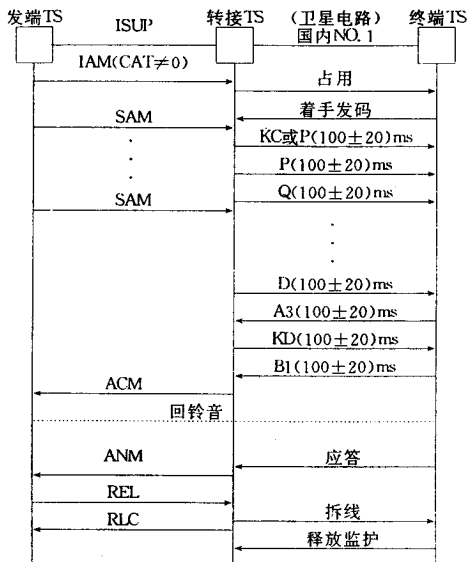 发端TS
ISUP
转接TS
(卫星电路)
国内NO.1
终端TS
IAM(CAT≠0)
占用
着手发码
SAM
KC或P(100±20)ms
P(100±20)ms
SAM
Q(100±20)ms
D(100±20)ms
A3(100±20)ms
KD(100±20)ms
B1(100±20)ms
ACM
回铃音
ANM
应答
REL
拆线
RLC
释放监护